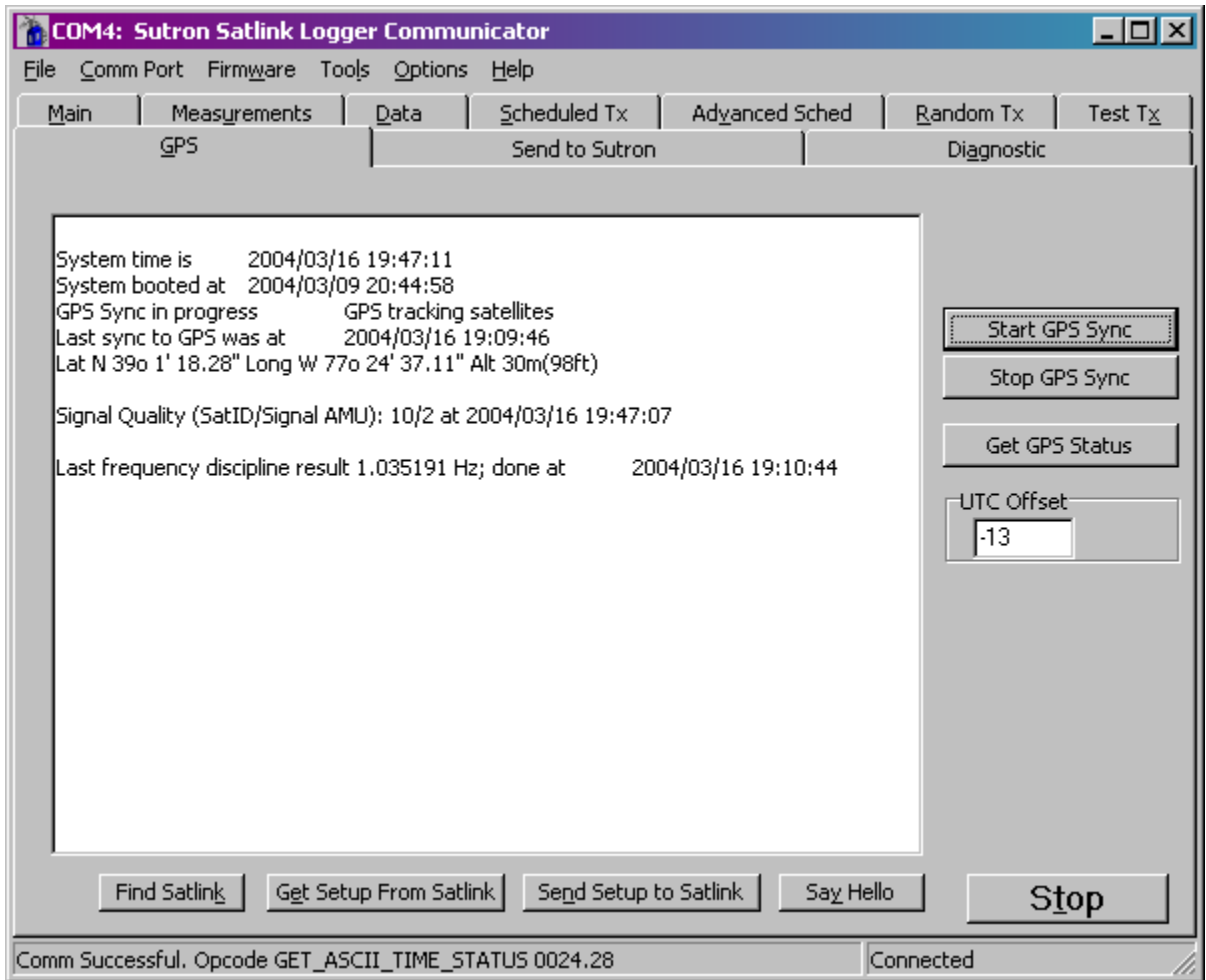 COM4: Sutron Satlink Logger Communicator
File Comm Port Firmware Tools Options Help
Main Measurements Data Scheduled Tx Advanced Sched Random Tx Test Tx
GPS Send to Sutron Diagnostic
System time is 2004/03/16 19:47:11
System booted at 2004/03/09 20:44:58
GPS Sync in progress GPS tracking satellites
Last sync to GPS was at 2004/03/16 19:09:46
Lat N 39o 1' 18.28" Long W 77o 24' 37.11" Alt 30m(98ft)
Signal Quality (SatID/Signal AMU): 10/2 at 2004/03/16 19:47:07
Last frequency discipline result 1.035191 Hz; done at 2004/03/16 19:10:44
Start GPS Sync
Stop GPS Sync
Get GPS Status
UTC Offset
-13
Find Satlink Get Setup From Satlink Send Setup to Satlink Say Hello Stop
Comm Successful. Opcode GET_ASCII_TIME_STATUS 0024.28 Connected